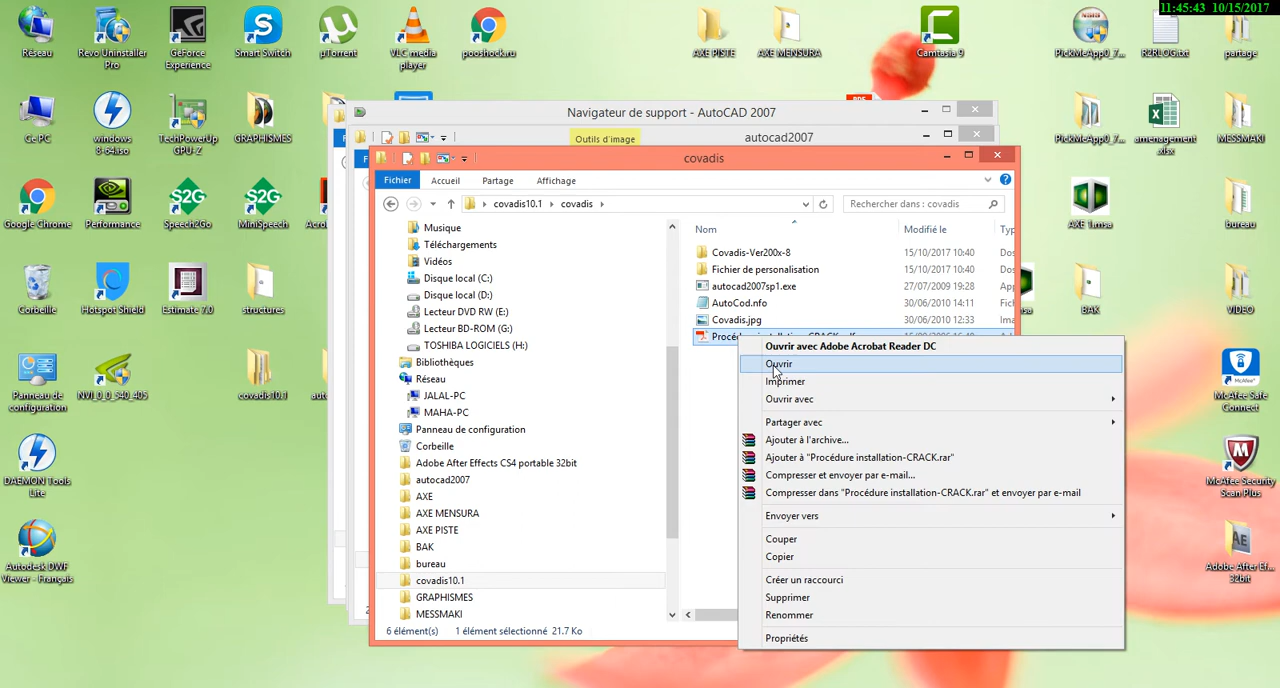 11:45:43 10/15/2017
Réseau
Revo Uninstaller
Pro
GeForce
Experience
Smart Switch
µTorrent
VLC media
player
pooshock.ru
AXE PISTE
AXE MENSURA
Camtasia 9
PickMeApp0_7...
R2RLOG.txt
partage
Ce PC
windows
8-64.iso
TechPowerUp
GPU-Z
GRAPHISMES
PickMeApp0_7...
amenagement
.xlsx
MESSMAKI
Google Chrome
Performance
Speech2Go
MiniSpeech
AXE 1.msa
bureau
Corbeille
Hotspot Shield
Estimate 7.0
structures
BAK
VIDEO
Panneau de
configuration
NVI_0_0_540_405
covadis10.1
McAfee Safe
Connect
DAEMON Tools
Lite
McAfee Security
Scan Plus
Autodesk DWF
Viewer - Français
Adobe After Ef...
32bit
Navigateur de support - AutoCAD 2007
Outils d'image
autocad2007
covadis
Fichier
Accueil
Partage
Affichage
covadis10.1
covadis
Rechercher dans : covadis
Musique
Téléchargements
Vidéos
Disque local (C:)
Disque local (D:)
Lecteur DVD RW (E:)
Lecteur BD-ROM (G:)
TOSHIBA LOGICIELS (H:)
Bibliothèques
Réseau
JALAL-PC
MAHA-PC
Panneau de configuration
Corbeille
Adobe After Effects CS4 portable 32bit
autocad2007
AXE
AXE MENSURA
AXE PISTE
BAK
bureau
covadis10.1
GRAPHISMES
MESSMAKI
Nom
Modifié le
Covadis-Ver200x-8
15/10/2017 10:40
Fichier de personalisation
15/10/2017 10:40
autocad2007sp1.exe
27/07/2009 19:28
AutoCod.nfo
30/06/2010 14:11
Covadis.jpg
30/06/2010 12:33
6 élément(s)
1 élément sélectionné 21.7 Ko
Ouvrir avec Adobe Acrobat Reader DC
Ouvrir
Imprimer
Ouvrir avec
Partager avec
Ajouter à l'archive...
Ajouter à "Procédure installation-CRACK.rar"
Compresser et envoyer par e-mail...
Compresser dans "Procédure installation-CRACK.rar" et envoyer par e-mail
Envoyer vers
Couper
Copier
Créer un raccourci
Supprimer
Renommer
Propriétés